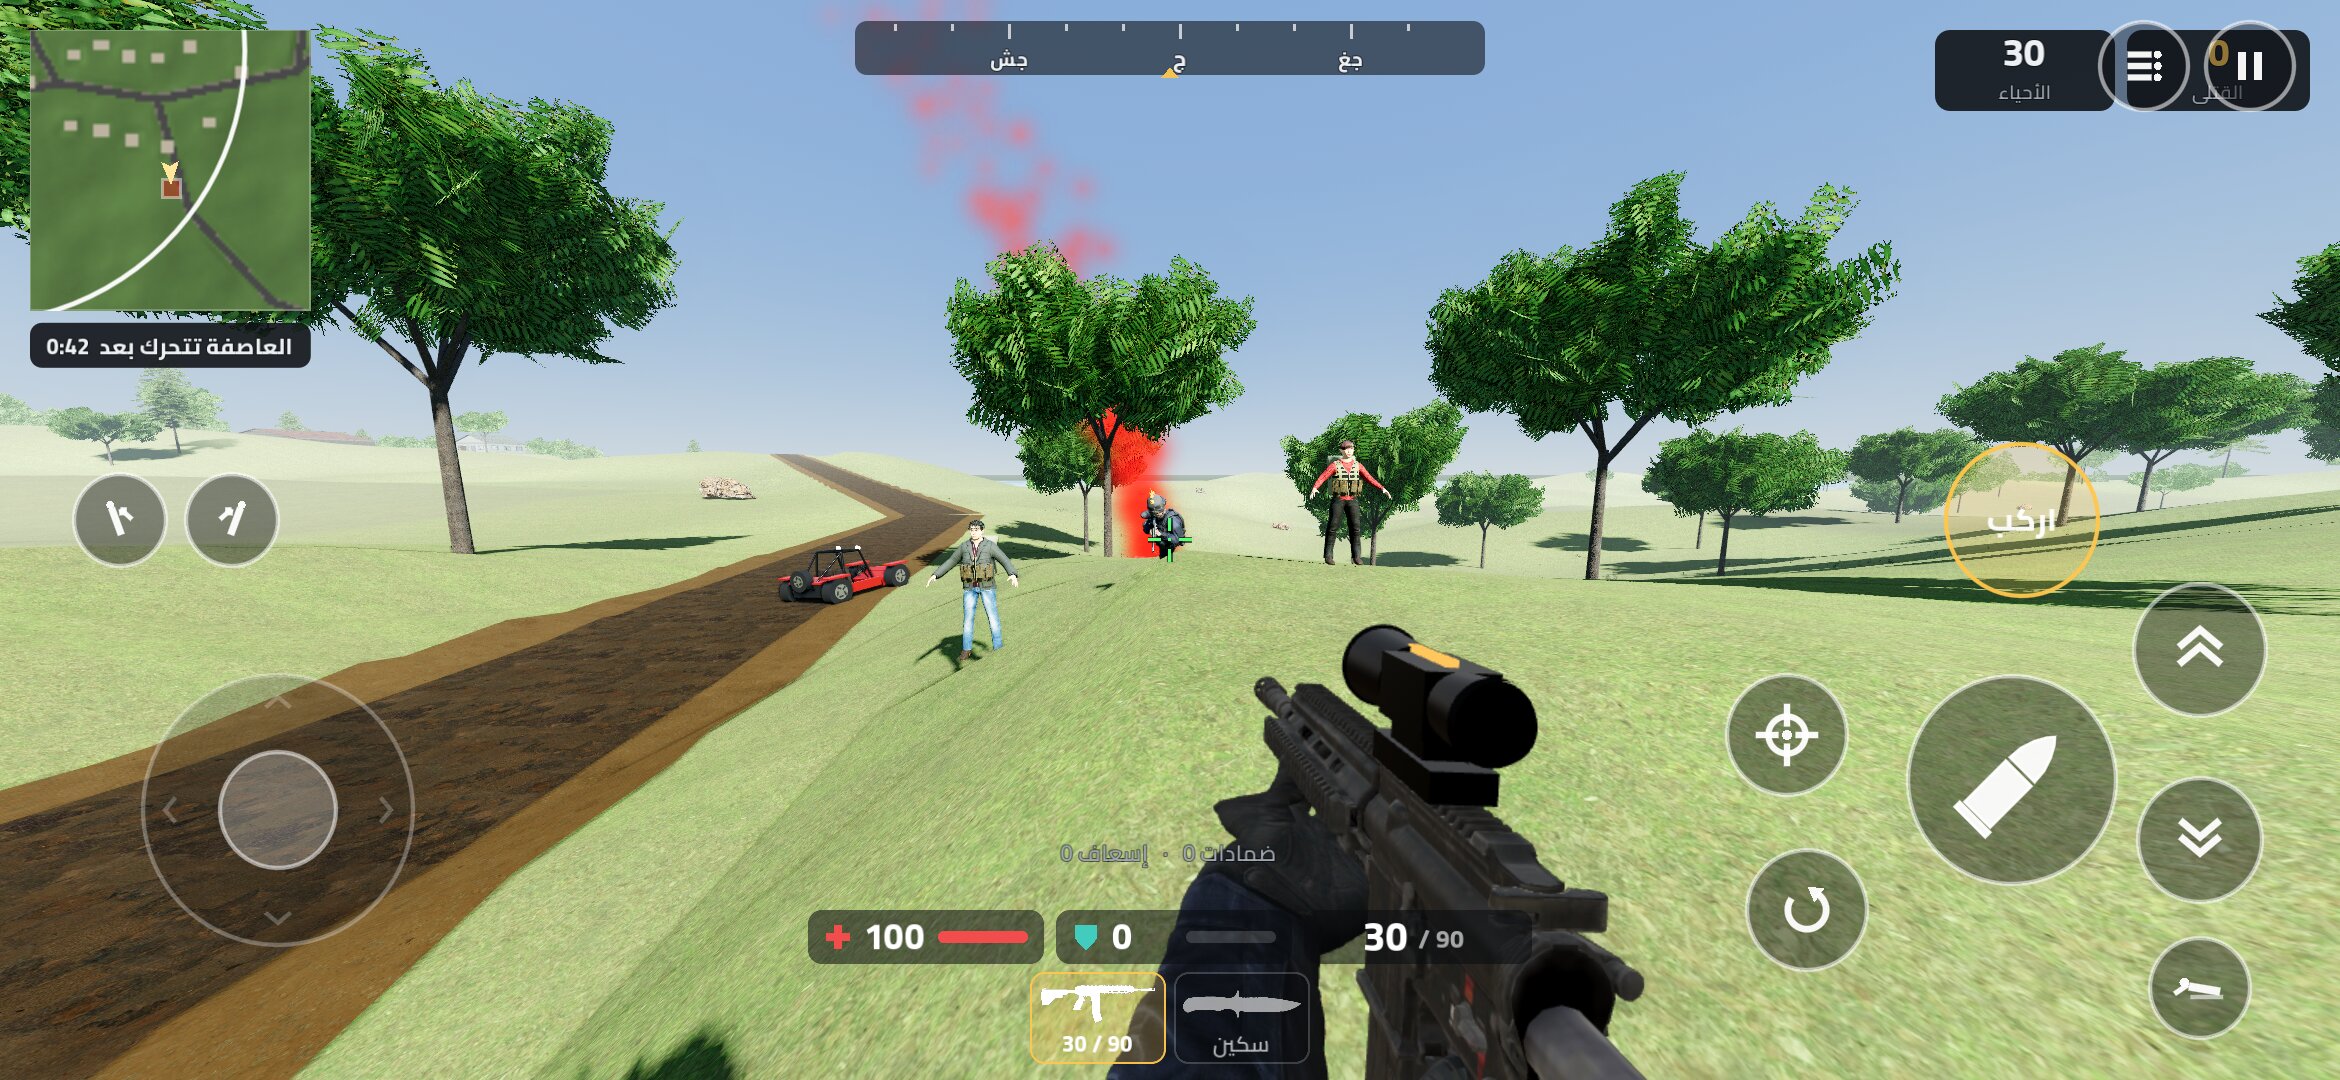 جش ج جغ
30
الأحياء
0
القتلى
العاصفة تتحرك بعد 0:42
اركب
ضمادات 0 · إسعاف 0
100
0
30 / 90
30 / 90
سكين